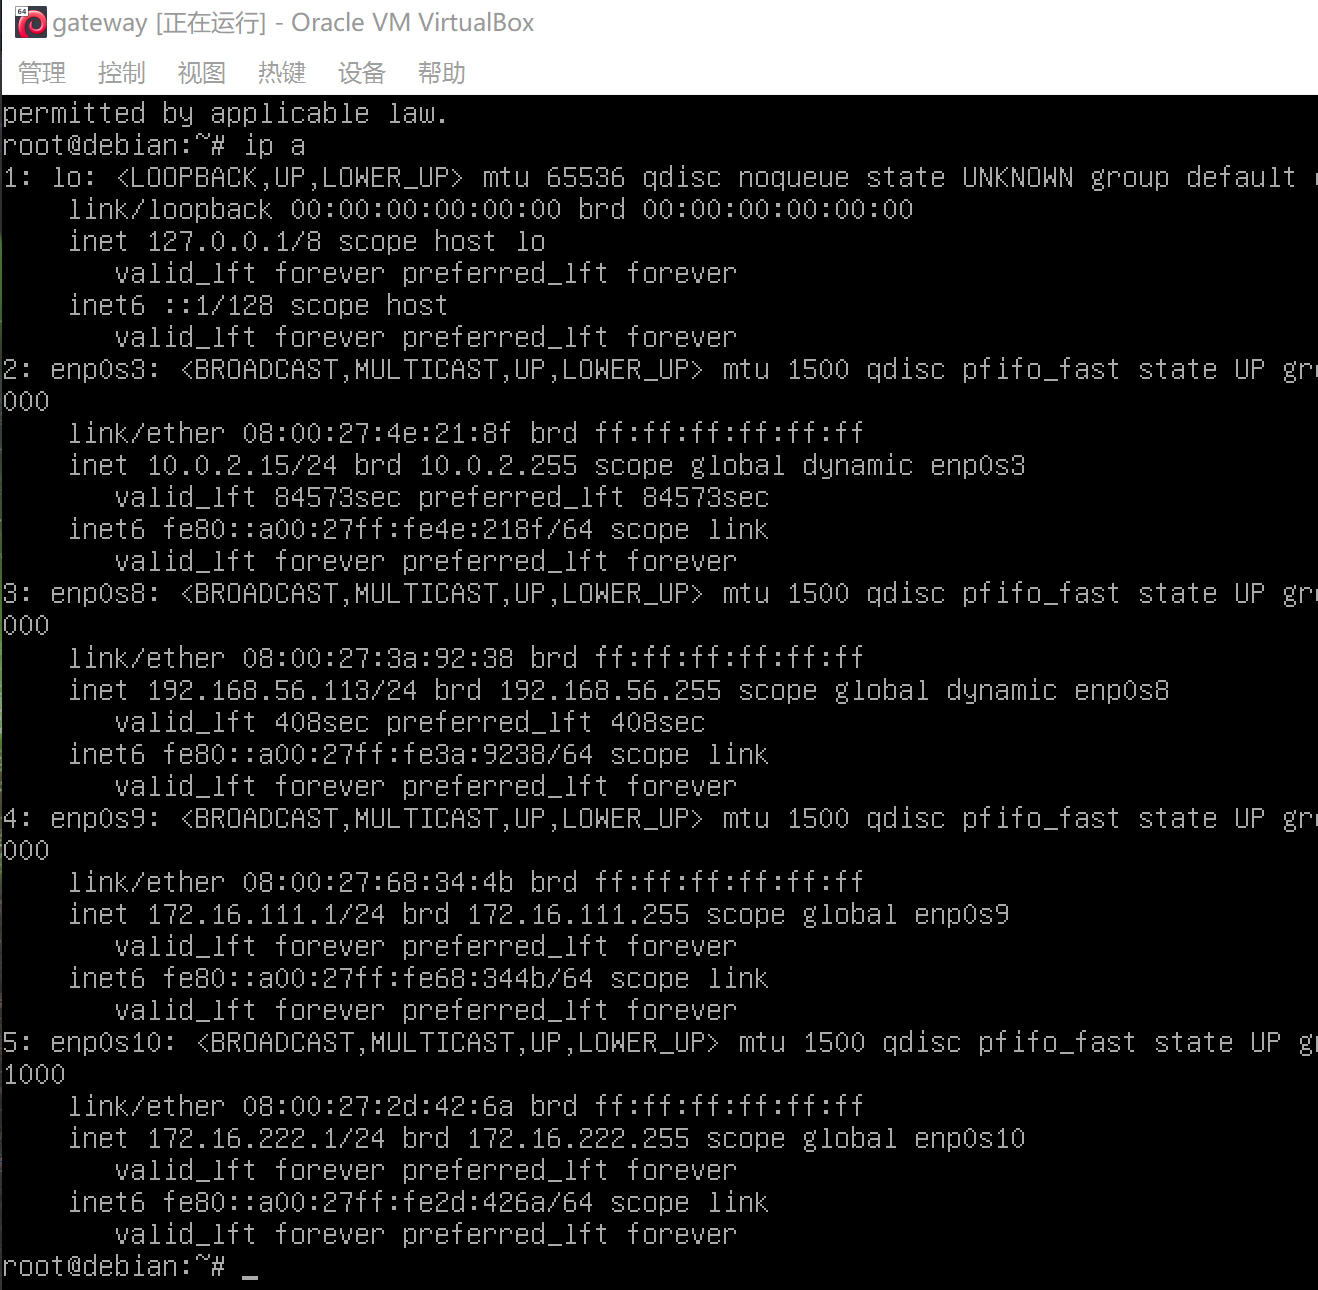 64
gateway [正在运行] - Oracle VM VirtualBox
管理 控制 视图 热键 设备 帮助
permitted by applicable law.
root@debian:~# ip a
1: lo: <LOOPBACK,UP,LOWER_UP> mtu 65536 qdisc noqueue state UNKNOWN group default
link/loopback 00:00:00:00:00:00 brd 00:00:00:00:00:00
inet 127.0.0.1/8 scope host lo
valid_lft forever preferred_lft forever
inet6 ::1/128 scope host
valid_lft forever preferred_lft forever
2: enp0s3: <BROADCAST,MULTICAST,UP,LOWER_UP> mtu 1500 qdisc pfifo_fast state UP
000
link/ether 08:00:27:4e:21:8f brd ff:ff:ff:ff:ff:ff
inet 10.0.2.15/24 brd 10.0.2.255 scope global dynamic enp0s3
valid_lft 84573sec preferred_lft 84573sec
inet6 fe80::a00:27ff:fe4e:218f/64 scope link
valid_lft forever preferred_lft forever
3: enp0s8: <BROADCAST,MULTICAST,UP,LOWER_UP> mtu 1500 qdisc pfifo_fast state UP
000
link/ether 08:00:27:3a:92:38 brd ff:ff:ff:ff:ff:ff
inet 192.168.56.113/24 brd 192.168.56.255 scope global dynamic enp0s8
valid_lft 408sec preferred_lft 408sec
inet6 fe80::a00:27ff:fe3a:9238/64 scope link
valid_lft forever preferred_lft forever
4: enp0s9: <BROADCAST,MULTICAST,UP,LOWER_UP> mtu 1500 qdisc pfifo_fast state UP
000
link/ether 08:00:27:68:34:4b brd ff:ff:ff:ff:ff:ff
inet 172.16.111.1/24 brd 172.16.111.255 scope global enp0s9
valid_lft forever preferred_lft forever
inet6 fe80::a00:27ff:fe68:344b/64 scope link
valid_lft forever preferred_lft forever
5: enp0s10: <BROADCAST,MULTICAST,UP,LOWER_UP> mtu 1500 qdisc pfifo_fast state UP
1000
link/ether 08:00:27:2d:42:6a brd ff:ff:ff:ff:ff:ff
inet 172.16.222.1/24 brd 172.16.222.255 scope global enp0s10
valid_lft forever preferred_lft forever
inet6 fe80::a00:27ff:fe2d:426a/64 scope link
valid_lft forever preferred_lft forever
root@debian:~# _